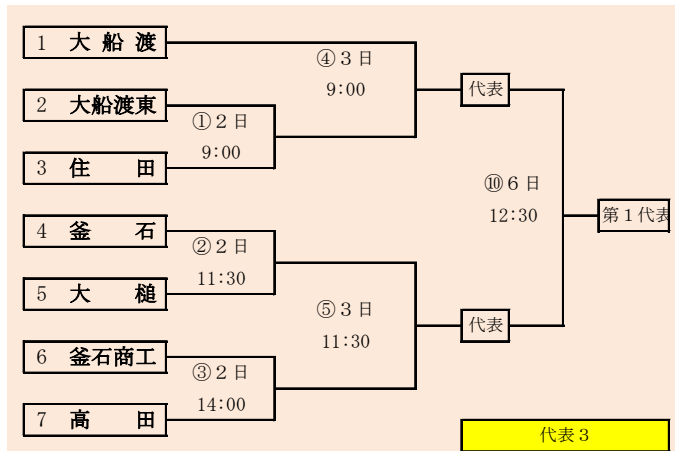 1 大船渡
④3日
9:00
代表
2 大船渡東
①2日
9:00
3 住田
⑩6日
12:30
第1代表
4 釜石
②2日
11:30
5 大槌
⑤3日
11:30
代表
6 釜石商工
③2日
14:00
7 高田
代表3